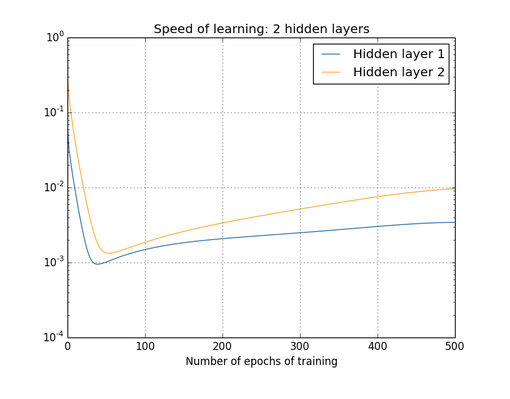 Speed of learning: 2 hidden layers
10^0
Hidden layer 1
Hidden layer 2
10^-1
10^-2
10^-3
10^-4
0 100 200 300 400 500
Number of epochs of training